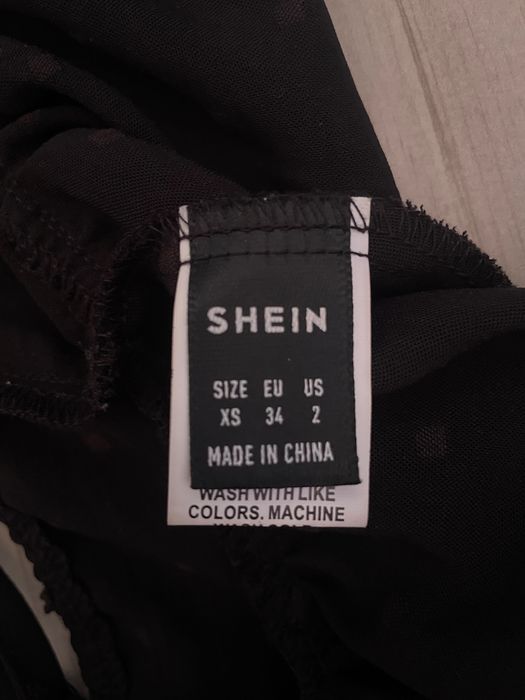 SHEIN
SIZE EU US
XS 34 2
MADE IN CHINA
WASH WITH LIKE
COLORS. MACHINE